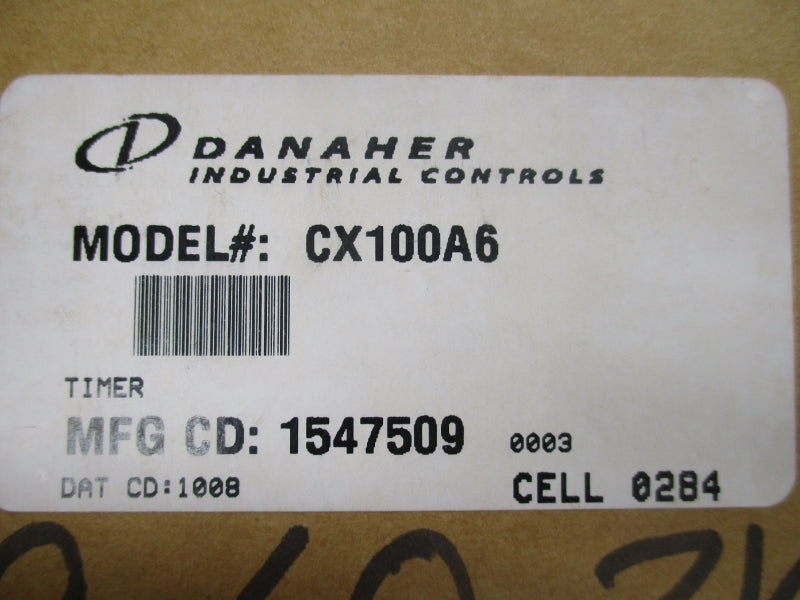 DANAHER
INDUSTRIAL CONTROLS
MODEL#: CX100A6
TIMER
MFG CD: 1547509 0003
DAT CD:1008 CELL 0284